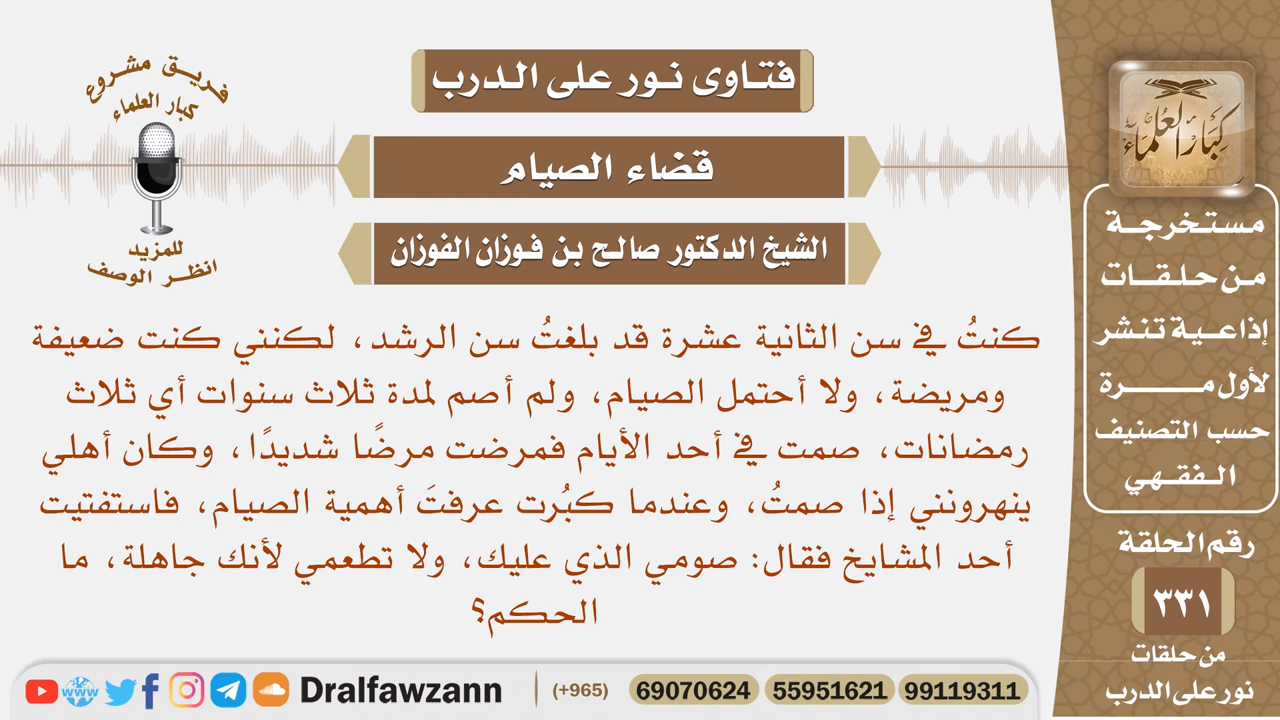 فتاوى نور على الدرب
قضاء الصيام
الشيخ الدكتور صالح بن فوزان الفوزان
فريق مشروع
كبار العلماء
للمزيد
انظر الوصف
كنتُ في سن الثانية عشرة قد بلغتُ سن الرشد، لكنني كنت ضعيفة
ومريضة، ولا أحتمل الصيام، ولم أصم لمدة ثلاث سنوات أي ثلاث
رمضانات، صمت في أحد الأيام فمرضت مرضًا شديدًا، وكان أهلي
ينهرونني إذا صمتُ، وعندما كبُرت عرفتَ أهمية الصيام، فاستفتيت
أحد المشايخ فقال: صومي الذي عليك، ولا تطعمي لأنك جاهلة، ما
الحكم؟
كبار العلماء
مستخرجة
من حلقات
إذاعية تنشر
لأول مرة
حسب التصنيف
الفقهي
رقم الحلقة
٣٣١
من حلقات
نور على الدرب
www
Dralfawzann
(+965)
69070624
55951621
99119311